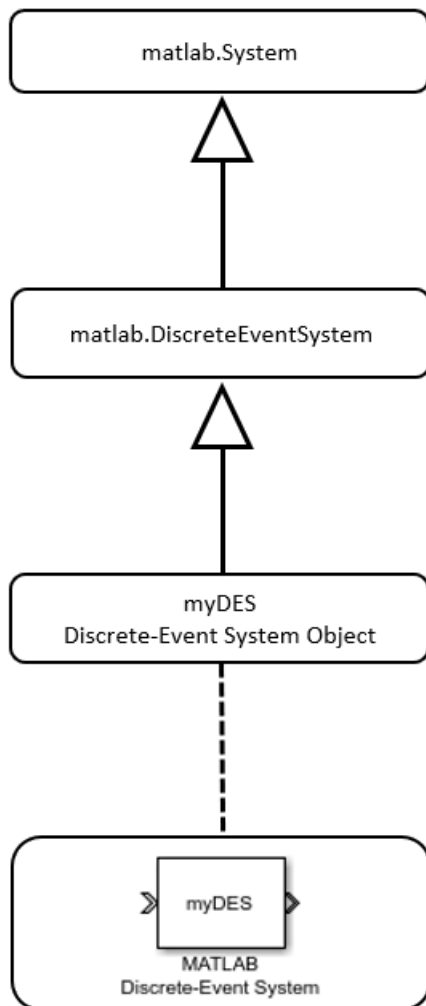 matlab.System
matlab.DiscreteEventSystem
myDES
Discrete-Event System Object
myDES
MATLAB
Discrete-Event System